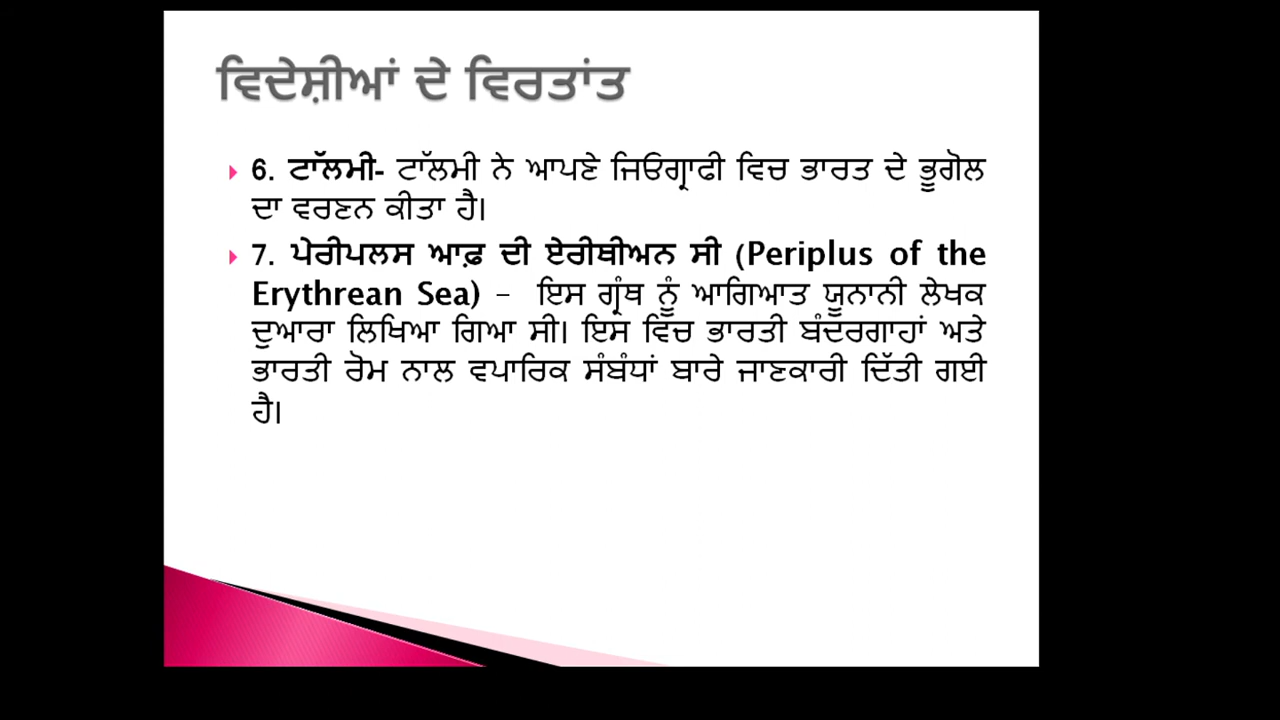 ਵਿਦੇਸ਼ੀਆਂ ਦੇ ਵਿਰਤਾਂਤ
6. ਟਾੱਲਮੀ- ਟਾੱਲਮੀ ਨੇ ਆਪਣੇ ਜਿਓਗ੍ਰਾਫੀ ਵਿਚ ਭਾਰਤ ਦੇ ਭੂਗੋਲ
ਦਾ ਵਰਣਨ ਕੀਤਾ ਹੈ।
7. ਪੇਰੀਪਲਸ ਆਫ਼ ਦੀ ਏਰੀਥੀਅਨ ਸੀ (Periplus of the
Erythrean Sea) – ਇਸ ਗ੍ਰੰਥ ਨੂੰ ਆਗਿਆਤ ਯੂਨਾਨੀ ਲੇਖਕ
ਦੁਆਰਾ ਲਿਖਿਆ ਗਿਆ ਸੀ। ਇਸ ਵਿਚ ਭਾਰਤੀ ਬੰਦਰਗਾਹਾਂ ਅਤੇ
ਭਾਰਤੀ ਰੋਮ ਨਾਲ ਵਪਾਰਿਕ ਸੰਬੰਧਾਂ ਬਾਰੇ ਜਾਣਕਾਰੀ ਦਿੱਤੀ ਗਈ
ਹੈ।